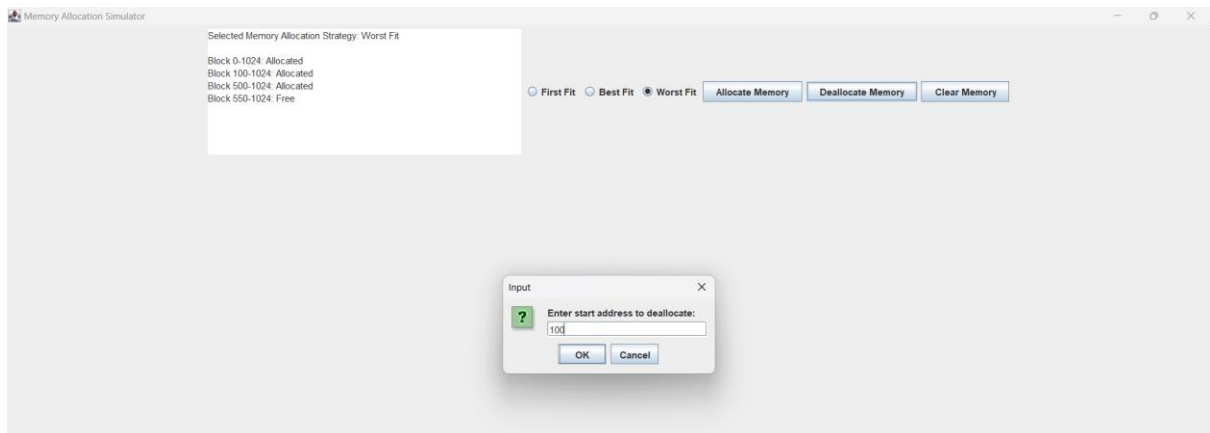 Memory Allocation Simulator
Selected Memory Allocation Strategy: Worst Fit
Block 0-1024: Allocated
Block 100-1024: Allocated
Block 500-1024: Allocated
Block 550-1024: Free
First Fit Best Fit Worst Fit Allocate Memory Deallocate Memory Clear Memory
Input
?
Enter start address to deallocate:
100
OK Cancel